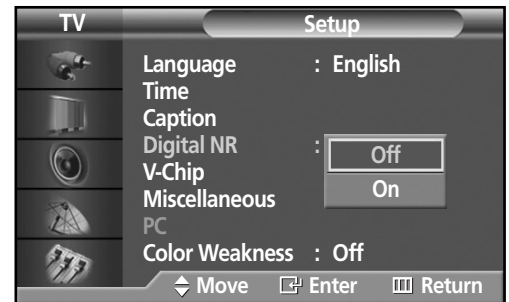 TV Setup
Language : English
Time
Caption
Digital NR : Off
V-Chip On
Miscellaneous
PC
Color Weakness : Off
Move Enter Return